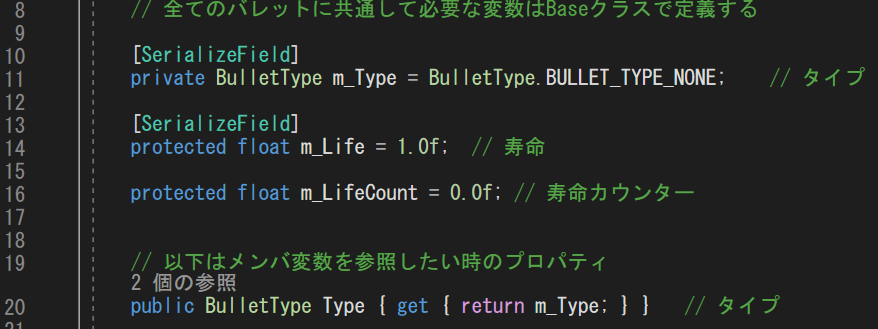 8 // 全てのバレットに共通して必要な変数はBaseクラスで定義する
9
10 [SerializeField]
11 private BulletType m_Type = BulletType.BULLET_TYPE_NONE; // タイプ
12
13 [SerializeField]
14 protected float m_Life = 1.0f; // 寿命
15
16 protected float m_LifeCount = 0.0f; // 寿命カウンター
17
18
19 // 以下はメンバ変数を参照したい時のプロパティ
2 個の参照
20 public BulletType Type { get { return m_Type; } } // タイプ
21